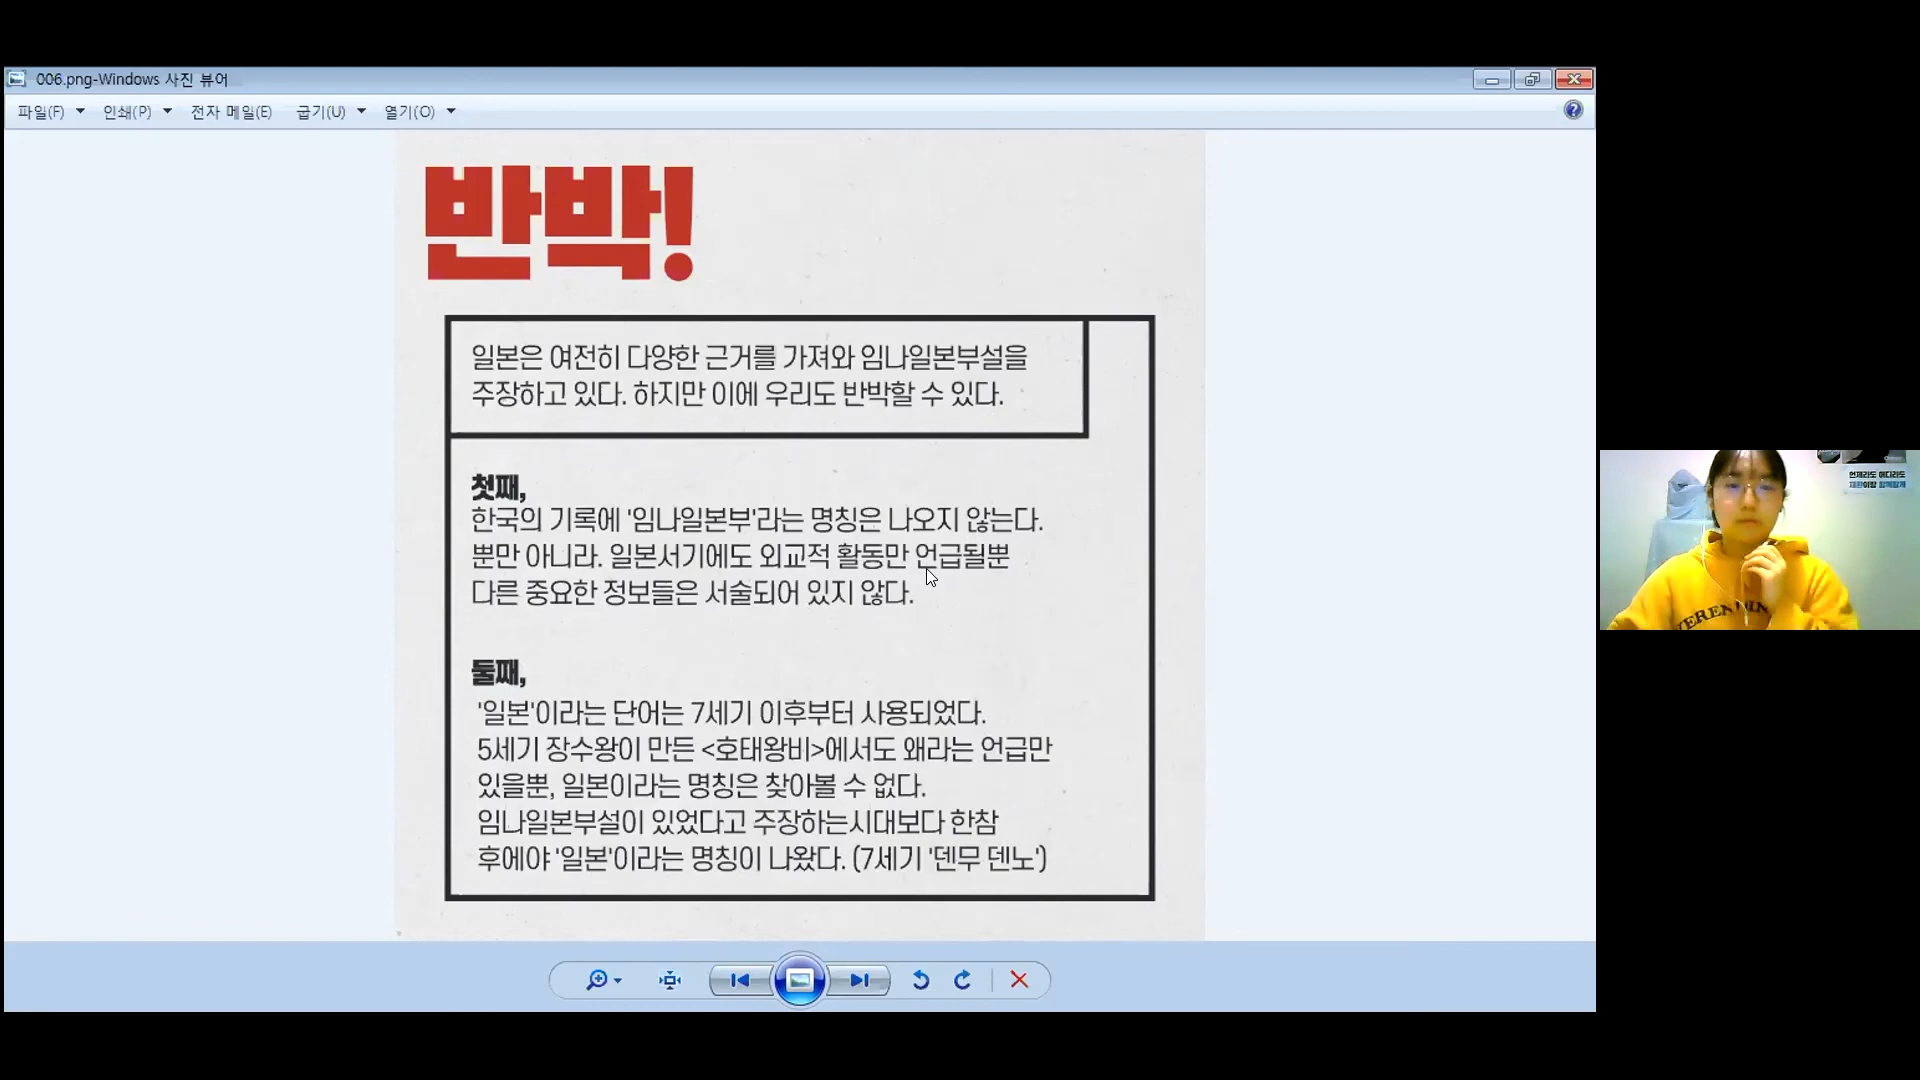 006.png-Windows 사진 뷰어
파일(F) 인쇄(P) 전자 메일(E) 굽기(U) 열기(O)
반박!
일본은 여전히 다양한 근거를 가져와 임나일본부설을
주장하고 있다. 하지만 이에 우리도 반박할 수 있다.
첫째,
한국의 기록에 '임나일본부'라는 명칭은 나오지 않는다.
뿐만 아니라. 일본서기에도 외교적 활동만 언급될뿐
다른 중요한 정보들은 서술되어 있지 않다.
둘째,
'일본'이라는 단어는 7세기 이후부터 사용되었다.
5세기 장수왕이 만든 <호태왕비>에서도 왜라는 언급만
있을뿐, 일본이라는 명칭은 찾아볼 수 없다.
임나일본부설이 있었다고 주장하는시대보다 한참
후에야 '일본'이라는 명칭이 나왔다. (7세기 '덴무 덴노')
언제라도 어디라도
함께할게